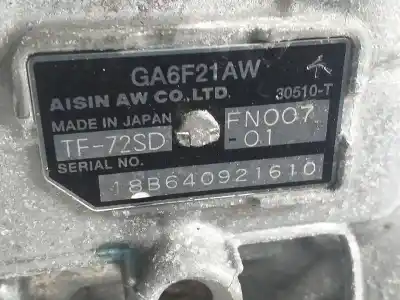 GA6F21AW
AISIN AW CO.,LTD. 30510-T
MADE IN JAPAN FN007
TF-72SD -01
SERIAL NO.
18B640921610